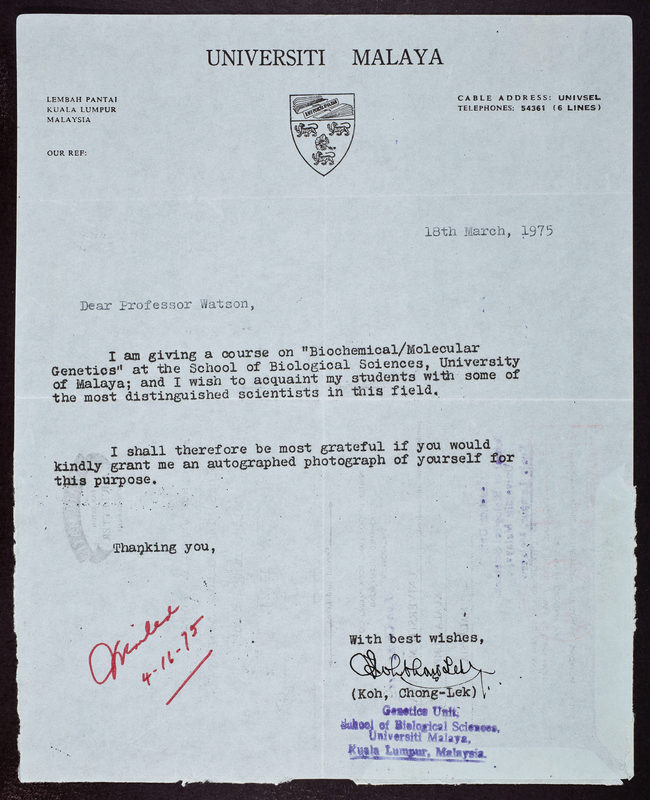 UNIVERSITI MALAYA
LEMBAH PANTAI
KUALA LUMPUR
MALAYSIA
OUR REF:
CABLE ADDRESS: UNIVSEL
TELEPHONES: 54361 (6 LINES)
18th March, 1975
Dear Professor Watson,
I am giving a course on "Biochemical/Molecular
Genetics" at the School of Biological Sciences, University
of Malaya; and I wish to acquaint my students with some of
the most distinguished scientists in this field.
I shall therefore be most grateful if you would
kindly grant me an autographed photograph of yourself for
this purpose.
Thanking you,
4-16-75
With best wishes,
(Koh, Chong-Lek)
Genetics Unit,
School of Biological Sciences,
Universiti Malaya,
Kuala Lumpur, Malaysia.